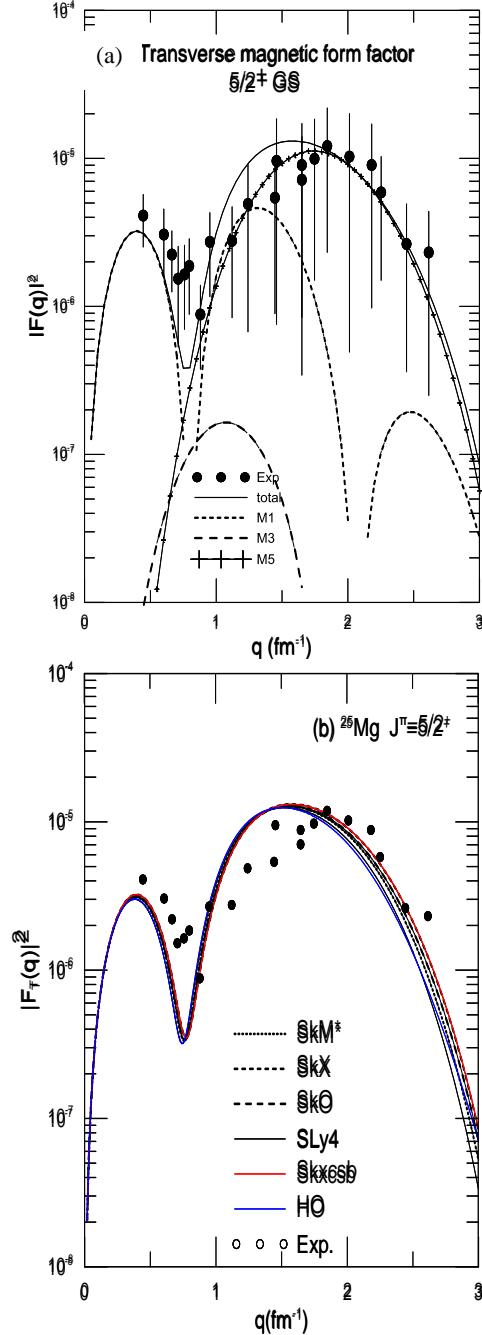 10⁻⁴
(a) Transverse magnetic form factor
5/2⁺ GS
10⁻⁵
|F(q)|²
10⁻⁶
10⁻⁷
Exp
total
M1
M3
M5
10⁻⁸
0 1 2 3
q (fm⁻¹)
10⁻⁴
(b) ²⁵Mg Jᵖ=5/2⁺
10⁻⁵
|F_T(q)|²
10⁻⁶
SkM*
SkX
SkO
10⁻⁷
SLy4
Skxcsb
HO
Exp.
10⁻⁸
0 1 2 3
q(fm⁻¹)